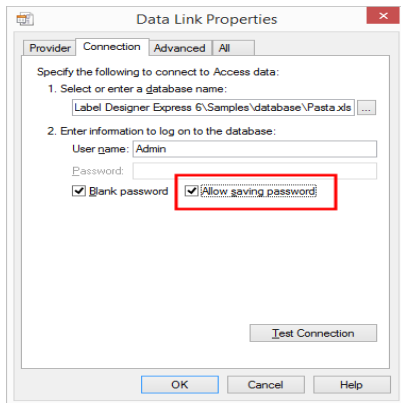 Data Link Properties
Provider Connection Advanced All
Specify the following to connect to Access data:
1. Select or enter a database name:
Label Designer Express 6\Samples\database\Pasta.xls ...
2. Enter information to log on to the database:
User name: Admin
Password:
Blank password Allow saving password
Test Connection
OK Cancel Help